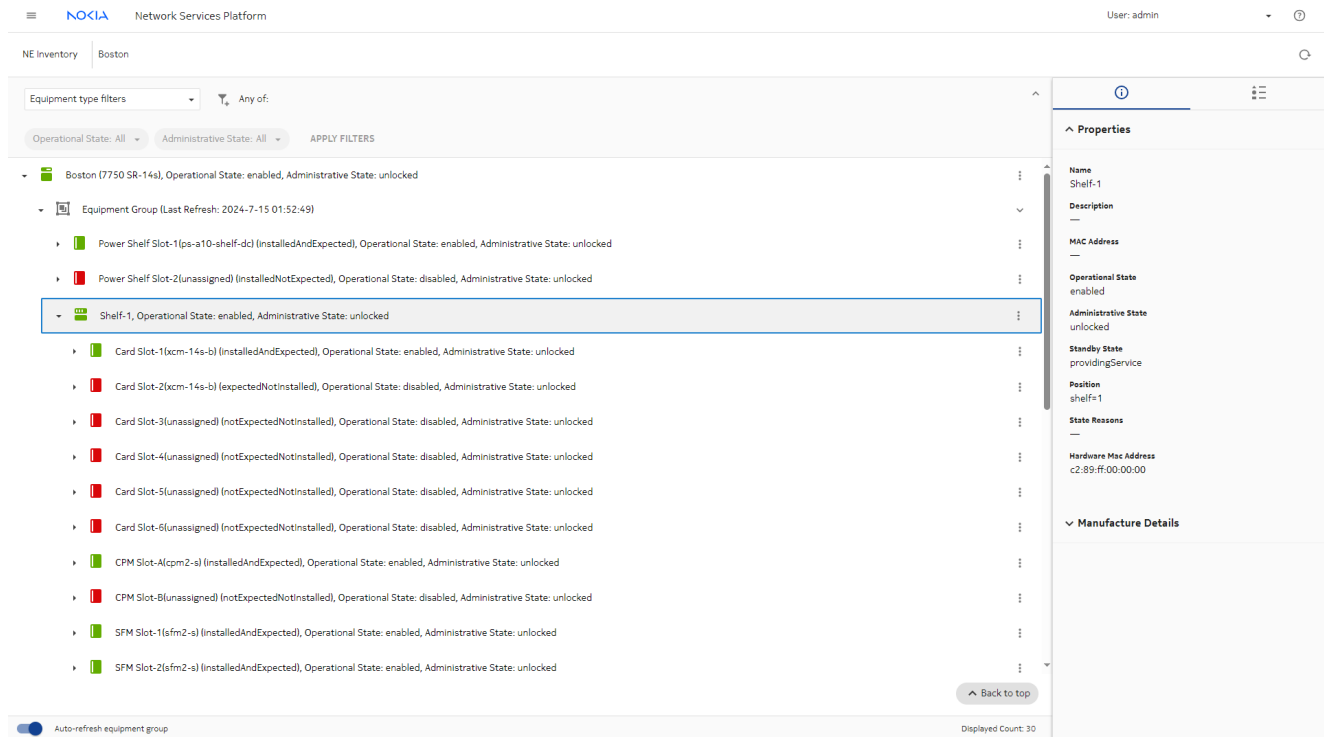 NOKIA Network Services Platform User: admin
NE Inventory Boston
Equipment type filters Any of:
Operational State: All Administrative State: All APPLY FILTERS
Boston (7750 SR-14s), Operational State: enabled, Administrative State: unlocked
Equipment Group (Last Refresh: 2024-7-15 01:52:49)
Power Shelf Slot-1(ps-a10-shelf-dc) (installedAndExpected), Operational State: enabled, Administrative State: unlocked
Power Shelf Slot-2(unassigned) (installedNotExpected), Operational State: disabled, Administrative State: unlocked
Shelf-1, Operational State: enabled, Administrative State: unlocked
Card Slot-1(xcm-14s-b) (installedAndExpected), Operational State: enabled, Administrative State: unlocked
Card Slot-2(xcm-14s-b) (expectedNotInstalled), Operational State: disabled, Administrative State: unlocked
Card Slot-3(unassigned) (notExpectedNotInstalled), Operational State: disabled, Administrative State: unlocked
Card Slot-4(unassigned) (notExpectedNotInstalled), Operational State: disabled, Administrative State: unlocked
Card Slot-5(unassigned) (notExpectedNotInstalled), Operational State: disabled, Administrative State: unlocked
Card Slot-6(unassigned) (notExpectedNotInstalled), Operational State: disabled, Administrative State: unlocked
CPM Slot-A(cpm2-s) (installedAndExpected), Operational State: enabled, Administrative State: unlocked
CPM Slot-B(unassigned) (notExpectedNotInstalled), Operational State: disabled, Administrative State: unlocked
SFM Slot-1(sfm2-s) (installedAndExpected), Operational State: enabled, Administrative State: unlocked
SFM Slot-2(sfm2-s) (installedAndExpected), Operational State: enabled, Administrative State: unlocked
Back to top
Auto-refresh equipment group Displayed Count: 30
Properties
Name
Shelf-1
Description
—
MAC Address
—
Operational State
enabled
Administrative State
unlocked
Standby State
providingService
Position
shelf=1
State Reasons
—
Hardware Mac Address
c2:89:ff:00:00:00
Manufacture Details